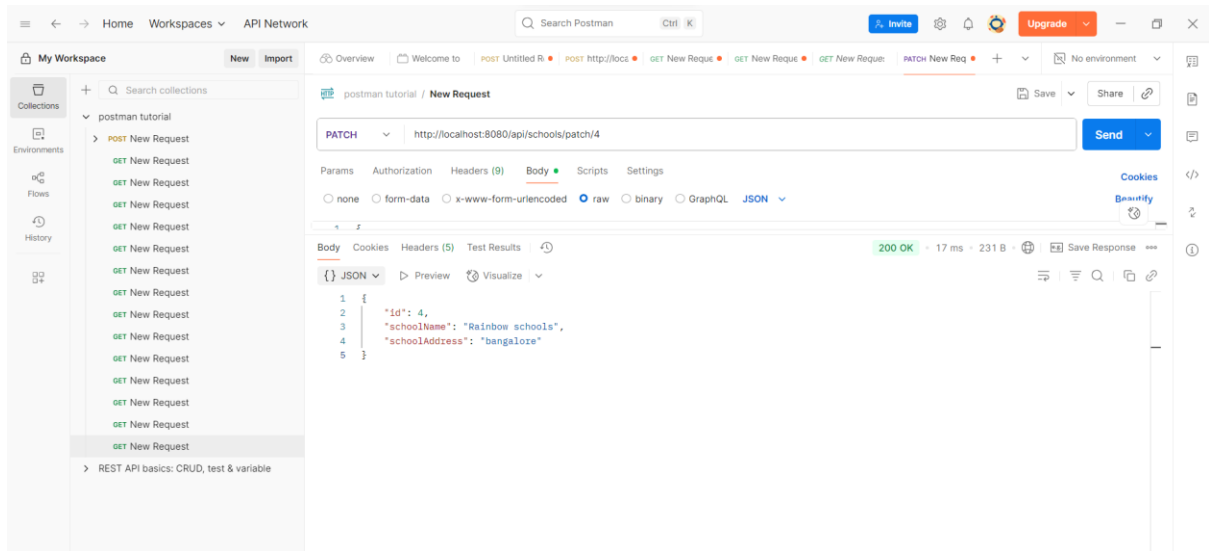 Home Workspaces API Network Search Postman Ctrl K Invite Upgrade
My Workspace New Import Overview Welcome to POST Untitled R POST http://loca GET New Reque GET New Reque GET New Reque PATCH New Req No environment
Collections Search collections
HTTP postman tutorial / New Request Save Share
postman tutorial
PATCH http://localhost:8080/api/schools/patch/4 Send
POST New Request
Environments
GET New Request
Params Authorization Headers (9) Body Scripts Settings Cookies
GET New Request
Flows
none form-data x-www-form-urlencoded raw binary GraphQL JSON Beautify
GET New Request
GET New Request
History
Body Cookies Headers (5) Test Results 200 OK 17 ms 231 B Save Response
GET New Request
{} JSON Preview Visualize
GET New Request
GET New Request
1 {
2 "id": 4,
GET New Request
3 "schoolName": "Rainbow schools",
4 "schoolAddress": "bangalore"
GET New Request
5 }
GET New Request
GET New Request
GET New Request
GET New Request
GET New Request
REST API basics: CRUD, test & variable